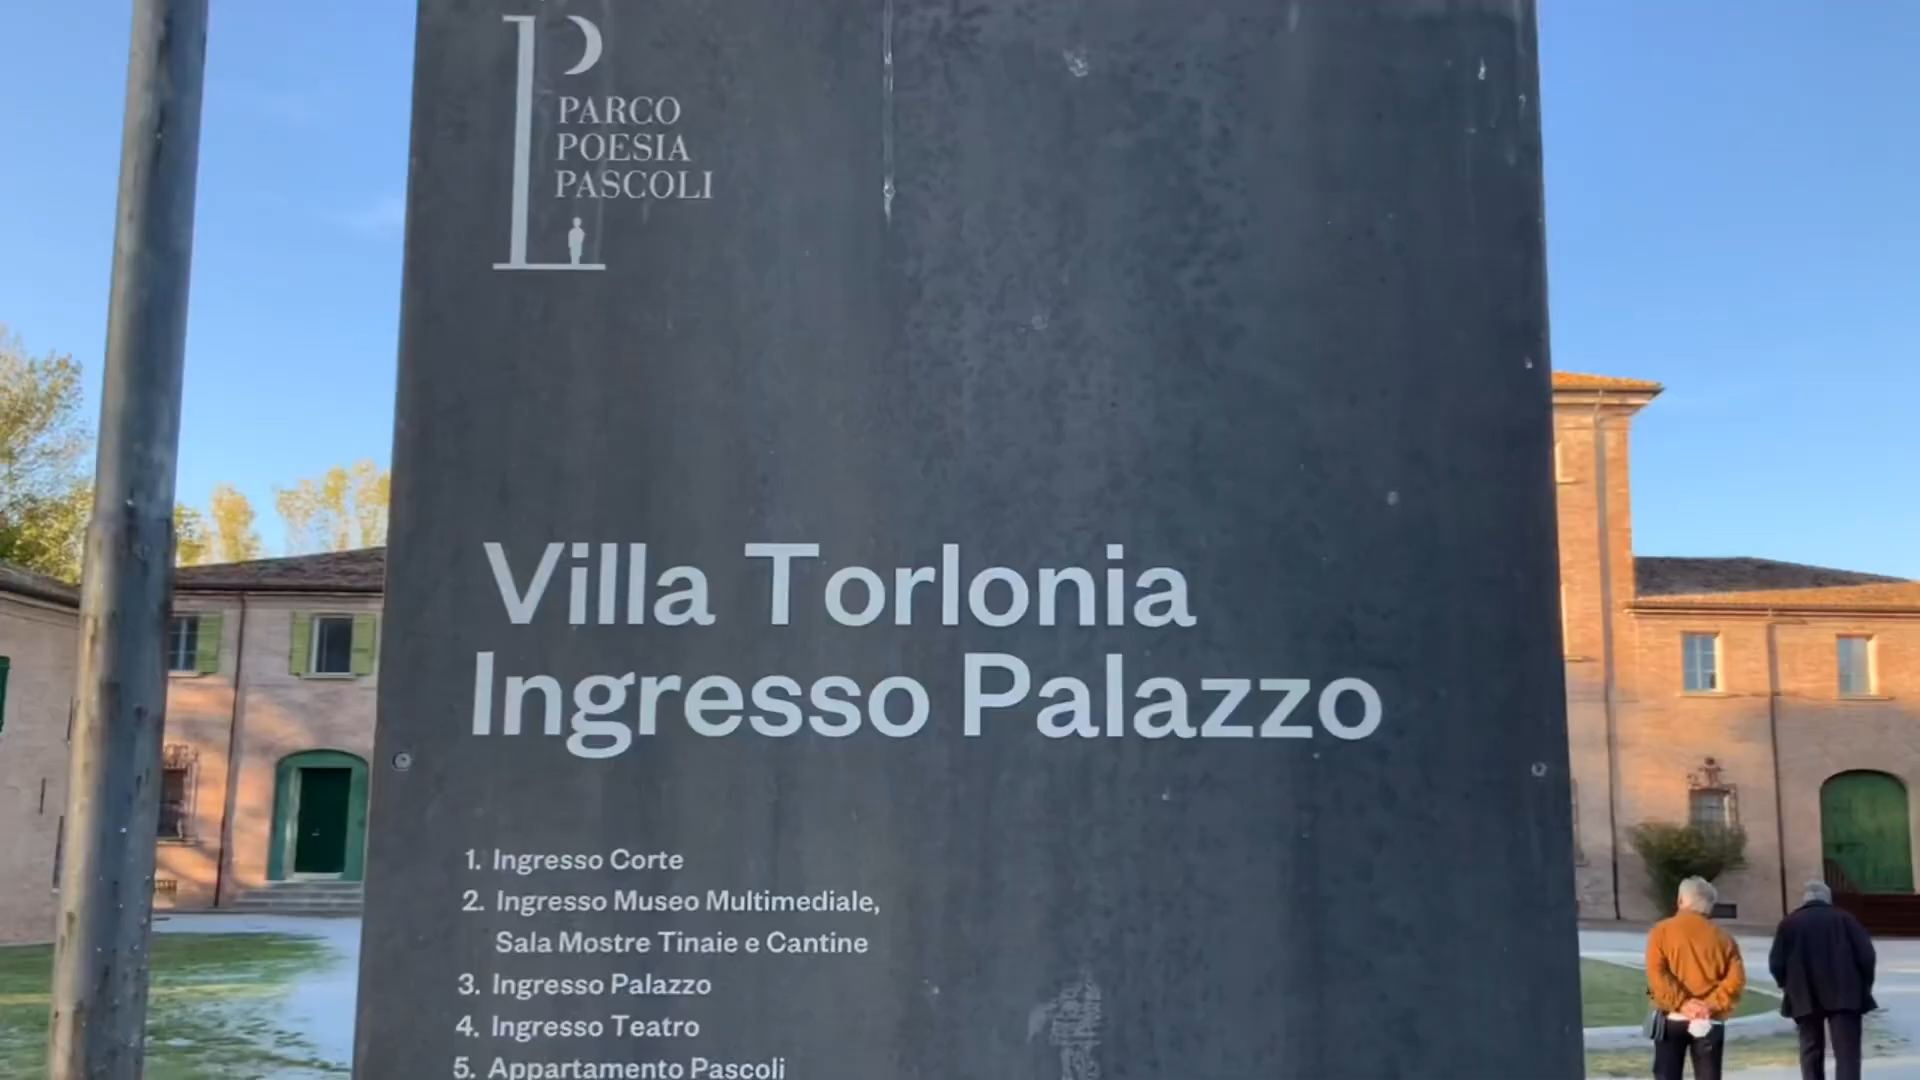 PARCO
POESIA
PASCOLI
Villa Torlonia
Ingresso Palazzo
1. Ingresso Corte
2. Ingresso Museo Multimediale,
Sala Mostre Tinaie e Cantine
3. Ingresso Palazzo
4. Ingresso Teatro
5. Appartamento Pascoli